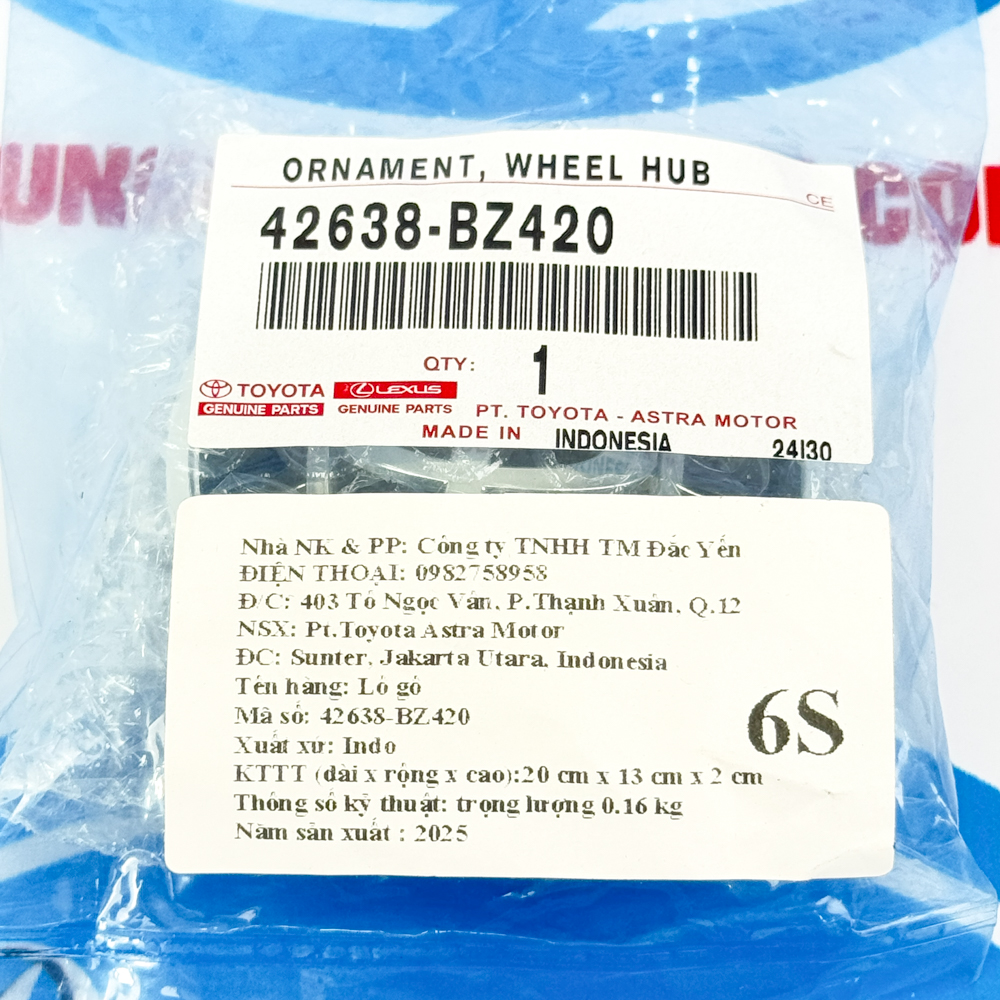 ORNAMENT, WHEEL HUB
CE
42638-BZ420
QTY: 1
TOYOTA LEXUS
GENUINE PARTS GENUINE PARTS PT. TOYOTA - ASTRA MOTOR
MADE IN INDONESIA 24I30
Nhà NK & PP: Công ty TNHH TM Đắc Yến
ĐIỆN THOẠI: 0982758958
Đ/C: 403 Tô Ngọc Vân, P.Thạnh Xuân, Q.12
NSX: Pt.Toyota Astra Motor
ĐC: Sunter, Jakarta Utara, Indonesia
Tên hàng: Lô gô
Mã số: 42638-BZ420
Xuất xứ: Indo
KTTT (dài x rộng x cao):20 cm x 13 cm x 2 cm
Thông số kỹ thuật: trọng lượng 0.16 kg
Năm sản xuất : 2025
6S